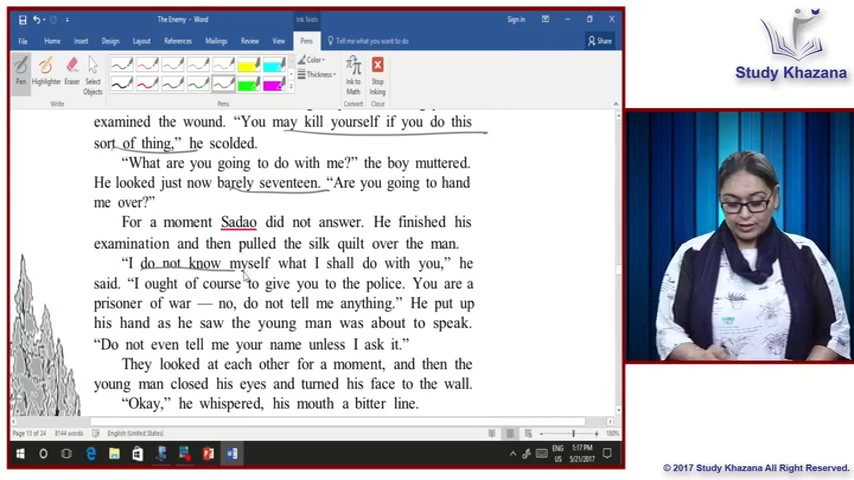 The Enemy - Word
Ink Tools
Sign in
File
Home
Insert
Design
Layout
References
Mailings
Review
View
Pens
Tell me what you want to do
Share
Pen
Highlighter
Eraser
Select Objects
Color
Thickness
Ink to Math
Stop Inking
Write
Pens
Convert
Close
Study Khazana
examined the wound. “You may kill yourself if you do this
sort of thing,” he scolded.
“What are you going to do with me?” the boy muttered.
He looked just now barely seventeen. “Are you going to hand
me over?”
For a moment Sadao did not answer. He finished his
examination and then pulled the silk quilt over the man.
“I do not know myself what I shall do with you,” he
said. “I ought of course to give you to the police. You are a
prisoner of war — no, do not tell me anything.” He put up
his hand as he saw the young man was about to speak.
“Do not even tell me your name unless I ask it.”
They looked at each other for a moment, and then the
young man closed his eyes and turned his face to the wall.
“Okay,” he whispered, his mouth a bitter line.
Page 13 of 24
8144 words
English (United States)
ENG
US
1:17 PM
5/21/2017
© 2017 Study Khazana All Right Reserved.